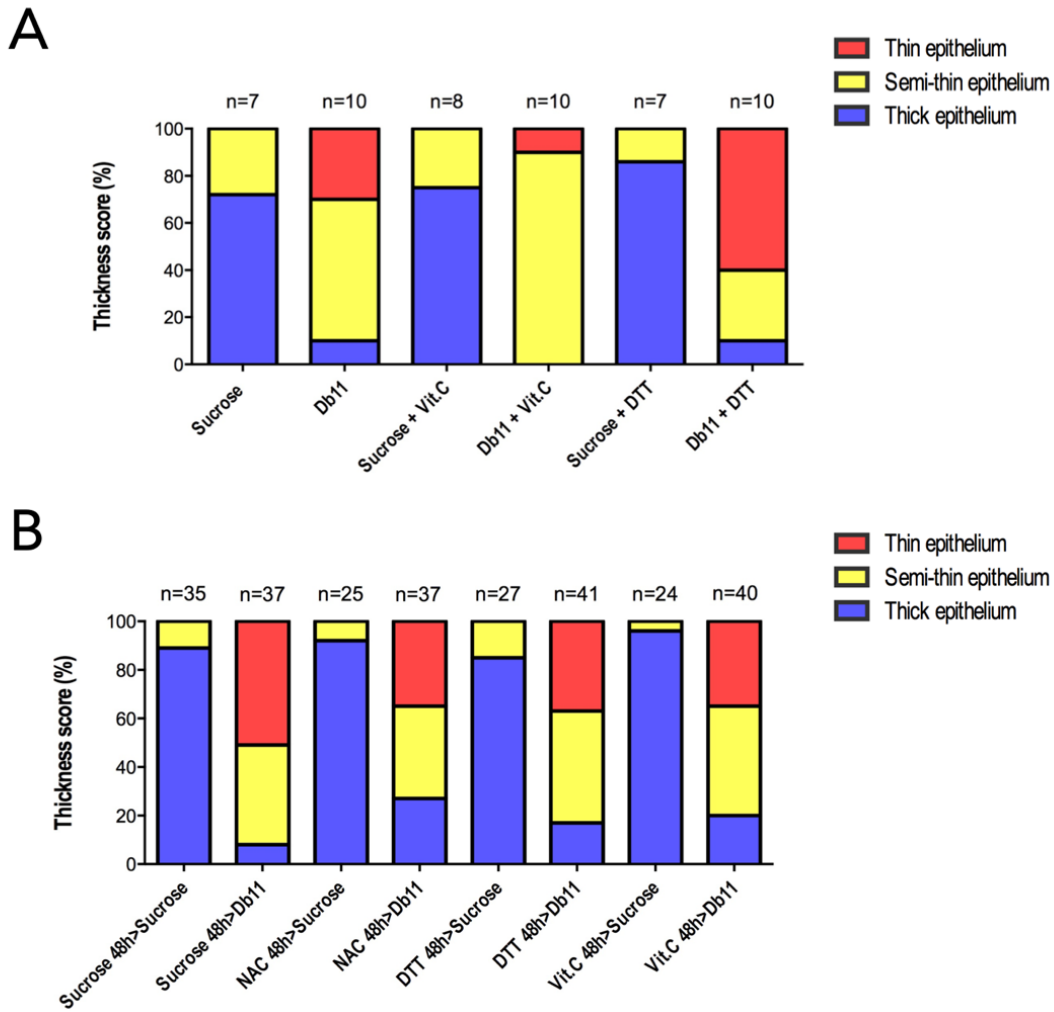 A
Thin epithelium
Semi-thin epithelium
Thick epithelium
n=7 n=10 n=8 n=10 n=7 n=10
Thickness score (%)
100
80
60
40
20
0
Sucrose
Db11
Sucrose + Vit.C
Db11 + Vit.C
Sucrose + DTT
Db11 + DTT
B
Thin epithelium
Semi-thin epithelium
Thick epithelium
n=35 n=37 n=25 n=37 n=27 n=41 n=24 n=40
Thickness score (%)
100
80
60
40
20
0
Sucrose 48h>Sucrose
Sucrose 48h>Db11
NAC 48h>Sucrose
NAC 48h>Db11
DTT 48h>Sucrose
DTT 48h>Db11
Vit.C 48h>Sucrose
Vit.C 48h>Db11